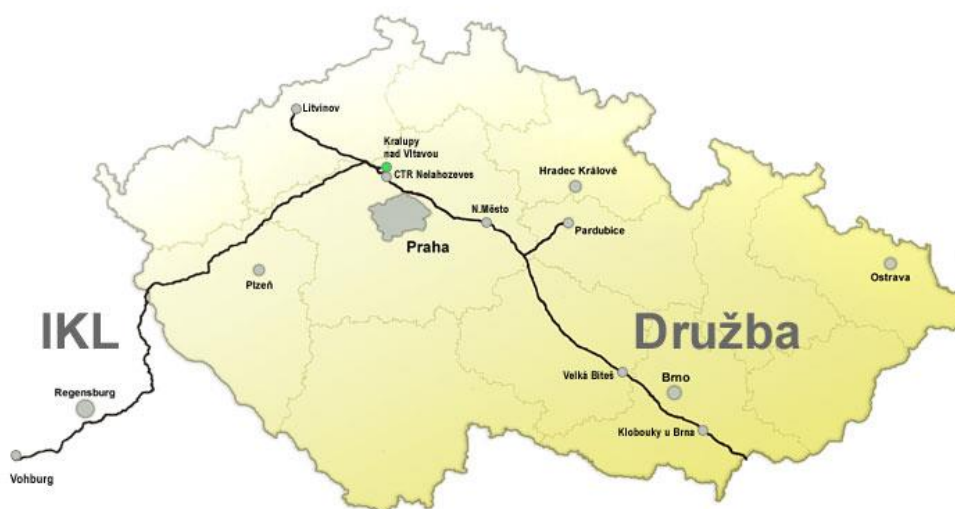 Litvinov
Kralupy
nad Vltavou
CTR Nelahozeves
Hradec Králové
N.Město
Pardubice
Praha
Plzeň
Ostrava
IKL
Družba
Velká Bíteš
Brno
Regensburg
Klobouky u Brna
Vohburg